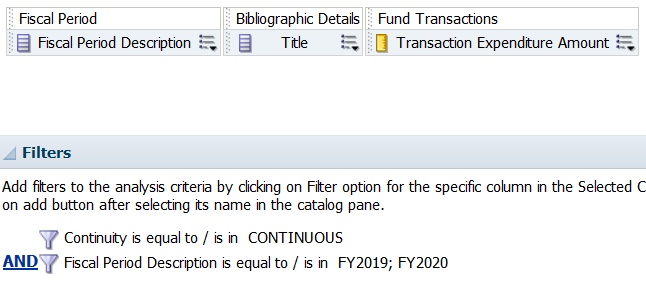 Fiscal Period Bibliographic Details Fund Transactions
Fiscal Period Description Title Transaction Expenditure Amount
Filters
Add filters to the analysis criteria by clicking on Filter option for the specific column in the Selected C
on add button after selecting its name in the catalog pane.
Continuity is equal to / is in CONTINUOUS
AND Fiscal Period Description is equal to / is in FY2019; FY2020